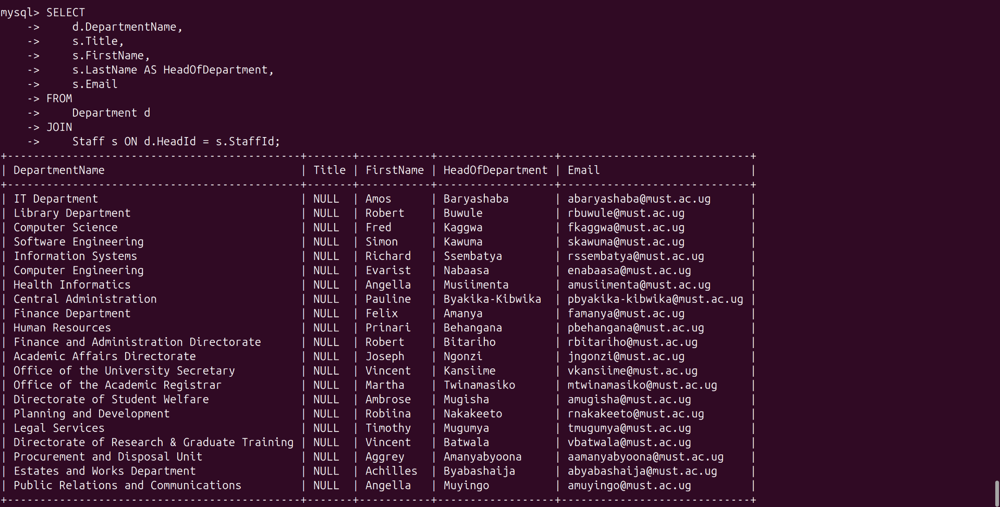 mysql> SELECT
    ->     d.DepartmentName,
    ->     s.Title,
    ->     s.FirstName,
    ->     s.LastName AS HeadOfDepartment,
    ->     s.Email
    -> FROM
    ->     Department d
    -> JOIN
    ->     Staff s ON d.HeadId = s.StaffId;
+---------------------------------------------+-------+-----------+------------------+-----------------------------+
| DepartmentName                              | Title | FirstName | HeadOfDepartment | Email                       |
+---------------------------------------------+-------+-----------+------------------+-----------------------------+
| IT Department                               | NULL  | Amos      | Baryashaba       | abaryashaba@must.ac.ug      |
| Library Department                          | NULL  | Robert    | Buwule           | rbuwule@must.ac.ug          |
| Computer Science                            | NULL  | Fred      | Kaggwa           | fkaggwa@must.ac.ug          |
| Software Engineering                        | NULL  | Simon     | Kawuma           | skawuma@must.ac.ug          |
| Information Systems                         | NULL  | Richard   | Ssembatya        | rssembatya@must.ac.ug       |
| Computer Engineering                        | NULL  | Evarist   | Nabaasa          | enabaasa@must.ac.ug         |
| Health Informatics                          | NULL  | Angella   | Musiimenta       | amusiimenta@must.ac.ug      |
| Central Administration                      | NULL  | Pauline   | Byakika-Kibwika  | pbyakika-kibwika@must.ac.ug |
| Finance Department                          | NULL  | Felix     | Amanya           | famanya@must.ac.ug          |
| Human Resources                             | NULL  | Prinari   | Behangana        | pbehangana@must.ac.ug       |
| Finance and Administration Directorate      | NULL  | Robert    | Bitariho         | rbitariho@must.ac.ug        |
| Academic Affairs Directorate                | NULL  | Joseph    | Ngonzi           | jngonzi@must.ac.ug          |
| Office of the University Secretary          | NULL  | Vincent   | Kansiime         | vkansiime@must.ac.ug        |
| Office of the Academic Registrar            | NULL  | Martha    | Twinamasiko      | mtwinamasiko@must.ac.ug     |
| Directorate of Student Welfare              | NULL  | Ambrose   | Mugisha          | amugisha@must.ac.ug         |
| Planning and Development                    | NULL  | Robiina   | Nakakeeto        | rnakakeeto@must.ac.ug       |
| Legal Services                              | NULL  | Timothy   | Mugumya          | tmugumya@must.ac.ug         |
| Directorate of Research & Graduate Training | NULL  | Vincent   | Batwala          | vbatwala@must.ac.ug         |
| Procurement and Disposal Unit               | NULL  | Aggrey    | Amanyabyoona     | aamanyabyoona@must.ac.ug    |
| Estates and Works Department                | NULL  | Achilles  | Byabashaija      | abyabashaija@must.ac.ug     |
| Public Relations and Communications         | NULL  | Angella   | Muyingo          | amuyingo@must.ac.ug         |
+---------------------------------------------+-------+-----------+------------------+-----------------------------+